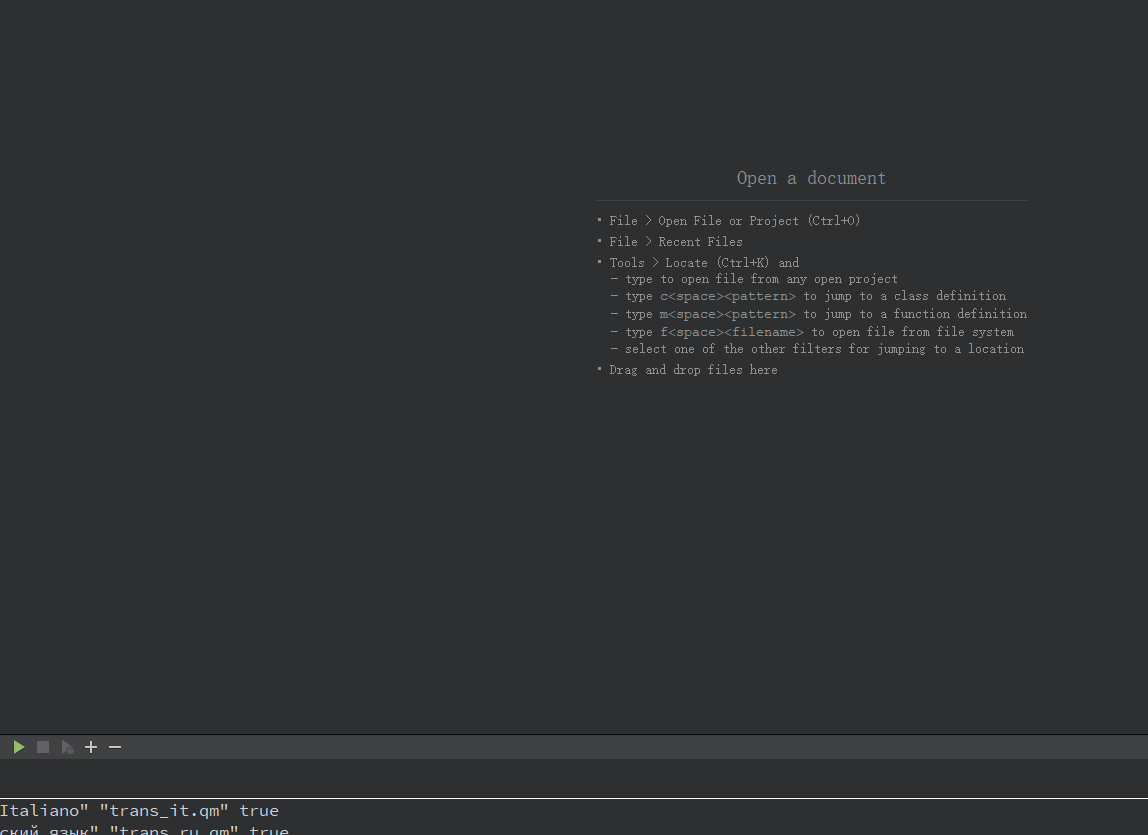 Open a document
• File > Open File or Project (Ctrl+O)
• File > Recent Files
• Tools > Locate (Ctrl+K) and
– type to open file from any open project
– type c<space><pattern> to jump to a class definition
– type m<space><pattern> to jump to a function definition
– type f<space><filename> to open file from file system
– select one of the other filters for jumping to a location
• Drag and drop files here
Italiano" "trans_it.qm" true
ский язык" "trans_ru.qm" true